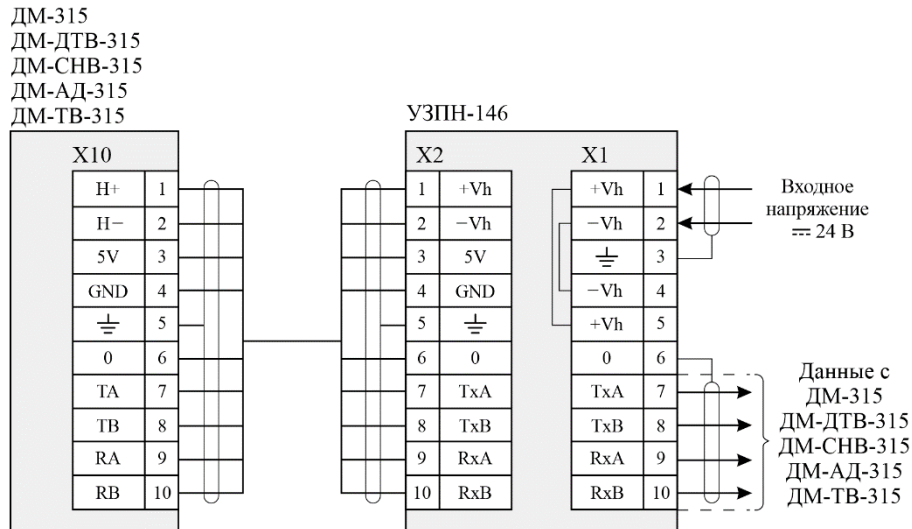 ДМ-315
ДМ-ДТВ-315
ДМ-СНВ-315
ДМ-АД-315
ДМ-ТВ-315
УЗПН-146
X10
H+ 1
H− 2
5V 3
GND 4
5
0 6
TA 7
TB 8
RA 9
RB 10
X2
1 +Vh
2 −Vh
3 5V
4 GND
5
6 0
7 TxA
8 TxB
9 RxA
10 RxB
X1
+Vh 1
−Vh 2
3
−Vh 4
+Vh 5
0 6
TxA 7
TxB 8
RxA 9
RxB 10
Входное
напряжение
⎓ 24 В
Данные с
ДМ-315
ДМ-ДТВ-315
ДМ-СНВ-315
ДМ-АД-315
ДМ-ТВ-315